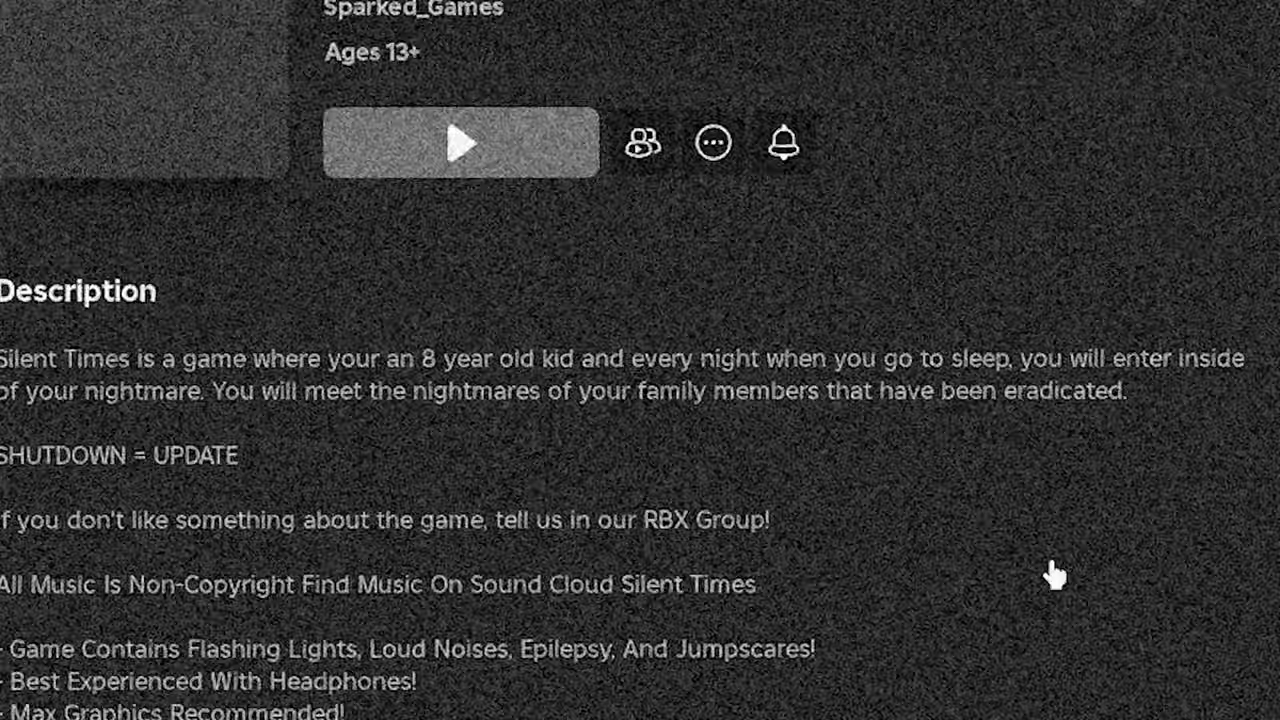 Sparked_Games
Ages 13+
Description
Silent Times is a game where your an 8 year old kid and every night when you go to sleep, you will enter inside
of your nightmare. You will meet the nightmares of your family members that have been eradicated.
SHUTDOWN = UPDATE
If you don't like something about the game, tell us in our RBX Group!
All Music Is Non-Copyright Find Music On Sound Cloud Silent Times
- Game Contains Flashing Lights, Loud Noises, Epilepsy, And Jumpscares!
- Best Experienced With Headphones!
- Max Graphics Recommended!